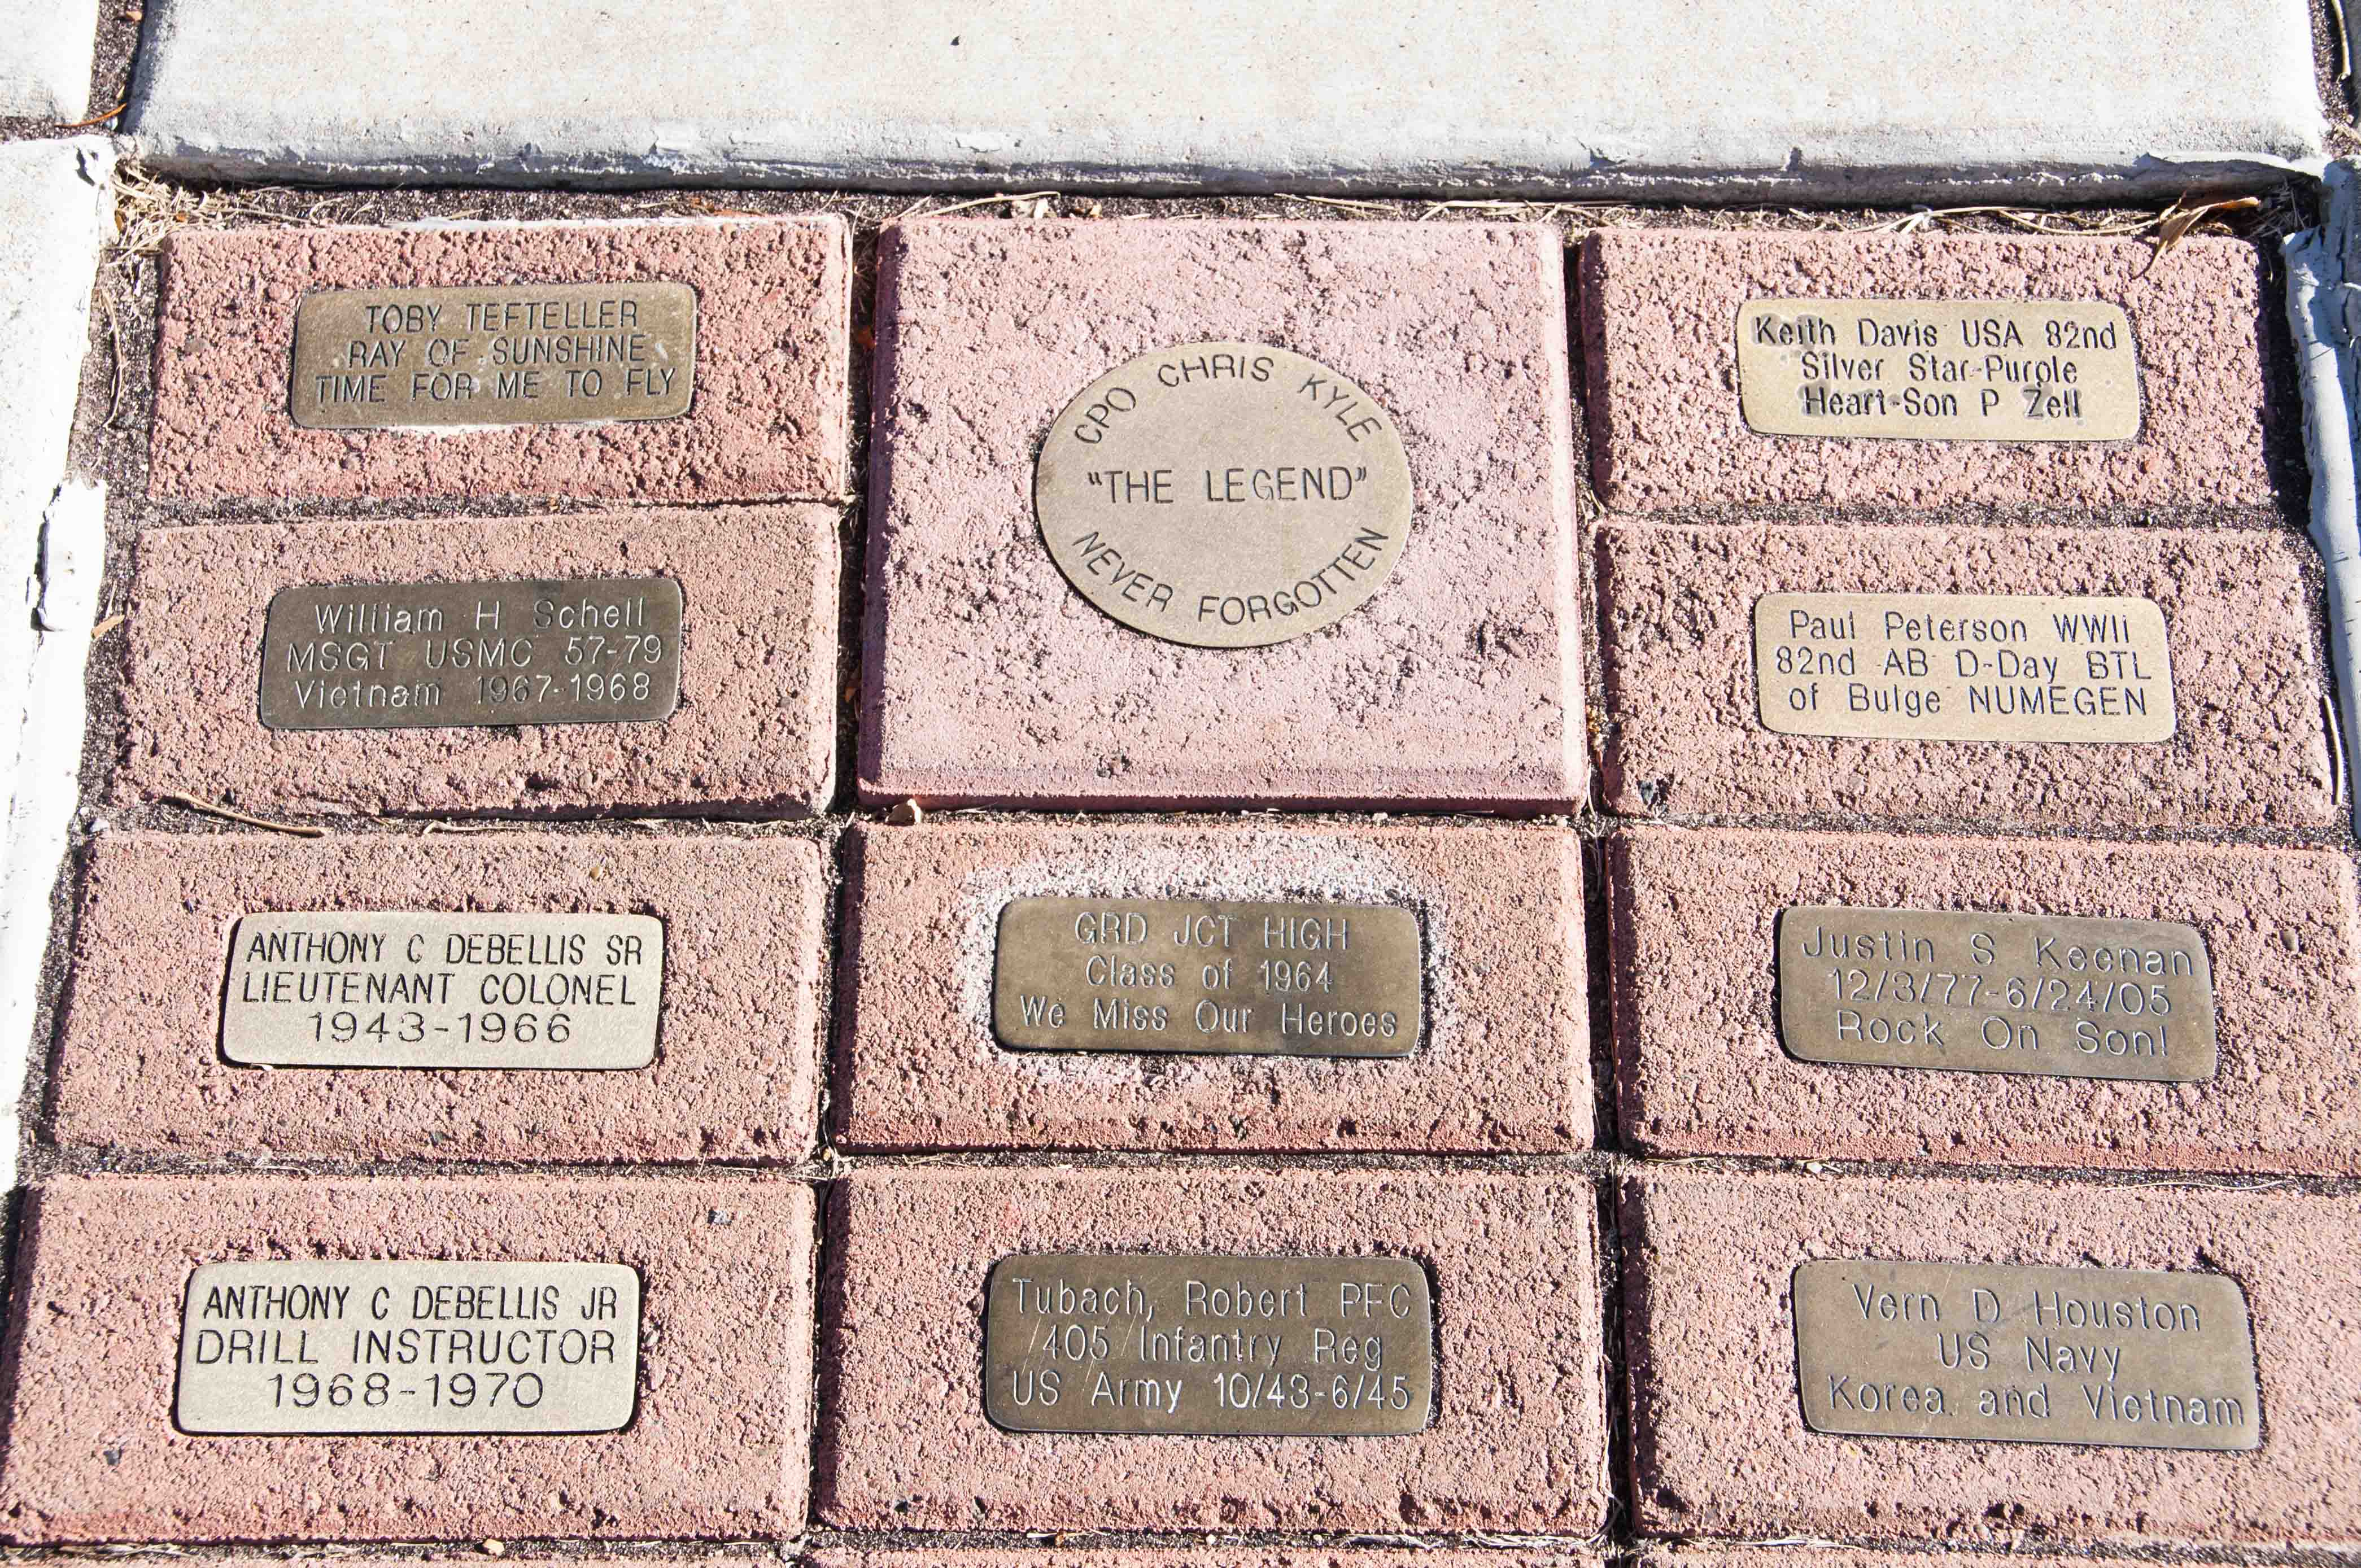 TOBY TEFTELLER
RAY OF SUNSHINE
TIME FOR ME TO FLY
CPO CHRIS KYLE
"THE LEGEND"
NEVER FORGOTTEN
Keith Davis USA 82nd
Silver Star-Purple
Heart-Son P Zell
William H Schell
MSGT USMC 57-79
Vietnam 1967-1968
Paul Peterson WWII
82nd AB D-Day BTL
of Bulge NUMEGEN
ANTHONY C DEBELLIS SR
LIEUTENANT COLONEL
1943-1966
GRD JCT HIGH
Class of 1964
We Miss Our Heroes
Justin S Keenan
12/3/77-6/24/05
Rock On Son!
ANTHONY C DEBELLIS JR
DRILL INSTRUCTOR
1968-1970
Tubach, Robert PFC
405 Infantry Reg
US Army 10/43-6/45
Vern D Houston
US Navy
Korea and Vietnam